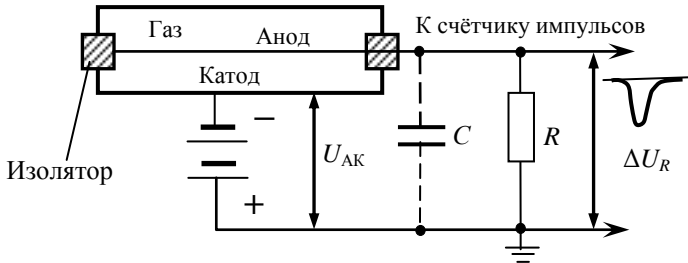 Газ
Анод
К счётчику импульсов
Катод
−
Изолятор
U_АК
C
R
ΔU_R
+